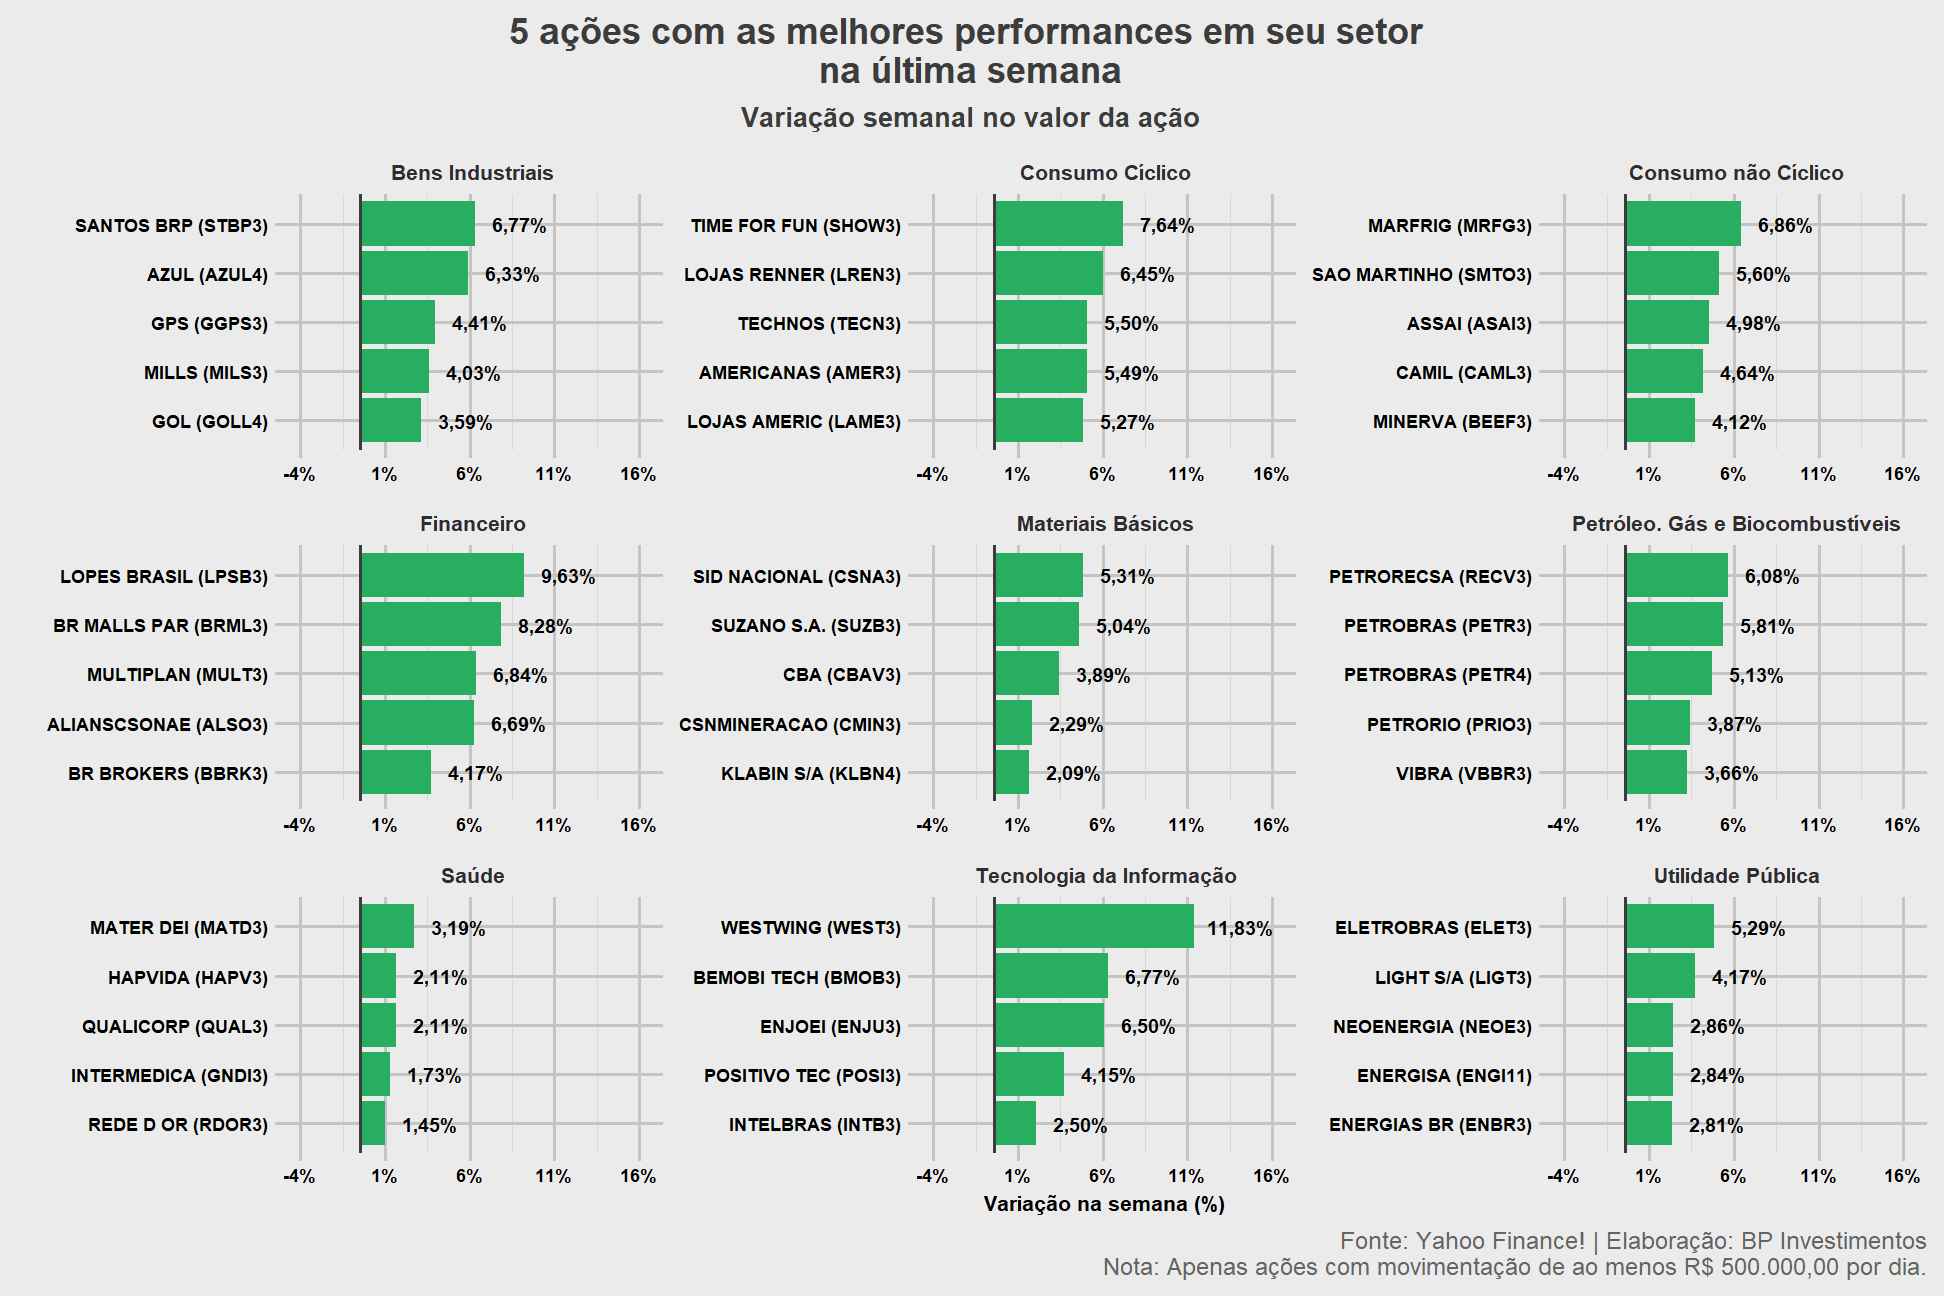 5 ações com as melhores performances em seu setor
na última semana
Variação semanal no valor da ação
Bens Industriais
SANTOS BRP (STBP3) 6,77%
AZUL (AZUL4) 6,33%
GPS (GGPS3) 4,41%
MILLS (MILS3) 4,03%
GOL (GOLL4) 3,59%
-4% 1% 6% 11% 16%
Consumo Cíclico
TIME FOR FUN (SHOW3) 7,64%
LOJAS RENNER (LREN3) 6,45%
TECHNOS (TECN3) 5,50%
AMERICANAS (AMER3) 5,49%
LOJAS AMERIC (LAME3) 5,27%
-4% 1% 6% 11% 16%
Consumo não Cíclico
MARFRIG (MRFG3) 6,86%
SAO MARTINHO (SMTO3) 5,60%
ASSAI (ASAI3) 4,98%
CAMIL (CAML3) 4,64%
MINERVA (BEEF3) 4,12%
-4% 1% 6% 11% 16%
Financeiro
LOPES BRASIL (LPSB3) 9,63%
BR MALLS PAR (BRML3) 8,28%
MULTIPLAN (MULT3) 6,84%
ALIANSCSONAE (ALSO3) 6,69%
BR BROKERS (BBRK3) 4,17%
-4% 1% 6% 11% 16%
Materiais Básicos
SID NACIONAL (CSNA3) 5,31%
SUZANO S.A. (SUZB3) 5,04%
CBA (CBAV3) 3,89%
CSNMINERACAO (CMIN3) 2,29%
KLABIN S/A (KLBN4) 2,09%
-4% 1% 6% 11% 16%
Petróleo. Gás e Biocombustíveis
PETRORECSA (RECV3) 6,08%
PETROBRAS (PETR3) 5,81%
PETROBRAS (PETR4) 5,13%
PETRORIO (PRIO3) 3,87%
VIBRA (VBBR3) 3,66%
-4% 1% 6% 11% 16%
Saúde
MATER DEI (MATD3) 3,19%
HAPVIDA (HAPV3) 2,11%
QUALICORP (QUAL3) 2,11%
INTERMEDICA (GNDI3) 1,73%
REDE D OR (RDOR3) 1,45%
-4% 1% 6% 11% 16%
Tecnologia da Informação
WESTWING (WEST3) 11,83%
BEMOBI TECH (BMOB3) 6,77%
ENJOEI (ENJU3) 6,50%
POSITIVO TEC (POSI3) 4,15%
INTELBRAS (INTB3) 2,50%
-4% 1% 6% 11% 16%
Utilidade Pública
ELETROBRAS (ELET3) 5,29%
LIGHT S/A (LIGT3) 4,17%
NEOENERGIA (NEOE3) 2,86%
ENERGISA (ENGI11) 2,84%
ENERGIAS BR (ENBR3) 2,81%
-4% 1% 6% 11% 16%
Variação na semana (%)
Fonte: Yahoo Finance! | Elaboração: BP Investimentos
Nota: Apenas ações com movimentação de ao menos R$ 500.000,00 por dia.